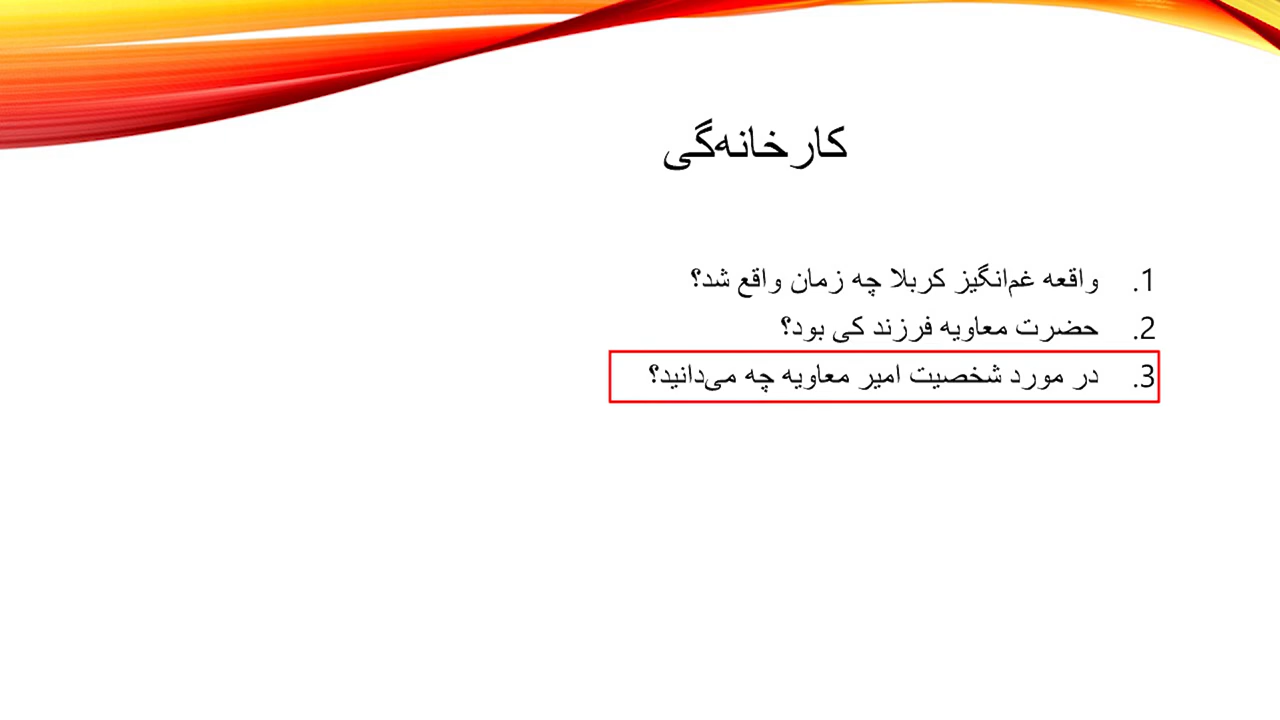 کارخانه‌گی
1. واقعه غم‌انگیز کربلا چه زمان واقع شد؟
2. حضرت معاویه فرزند کی بود؟
3. در مورد شخصیت امیر معاویه چه می‌دانید؟